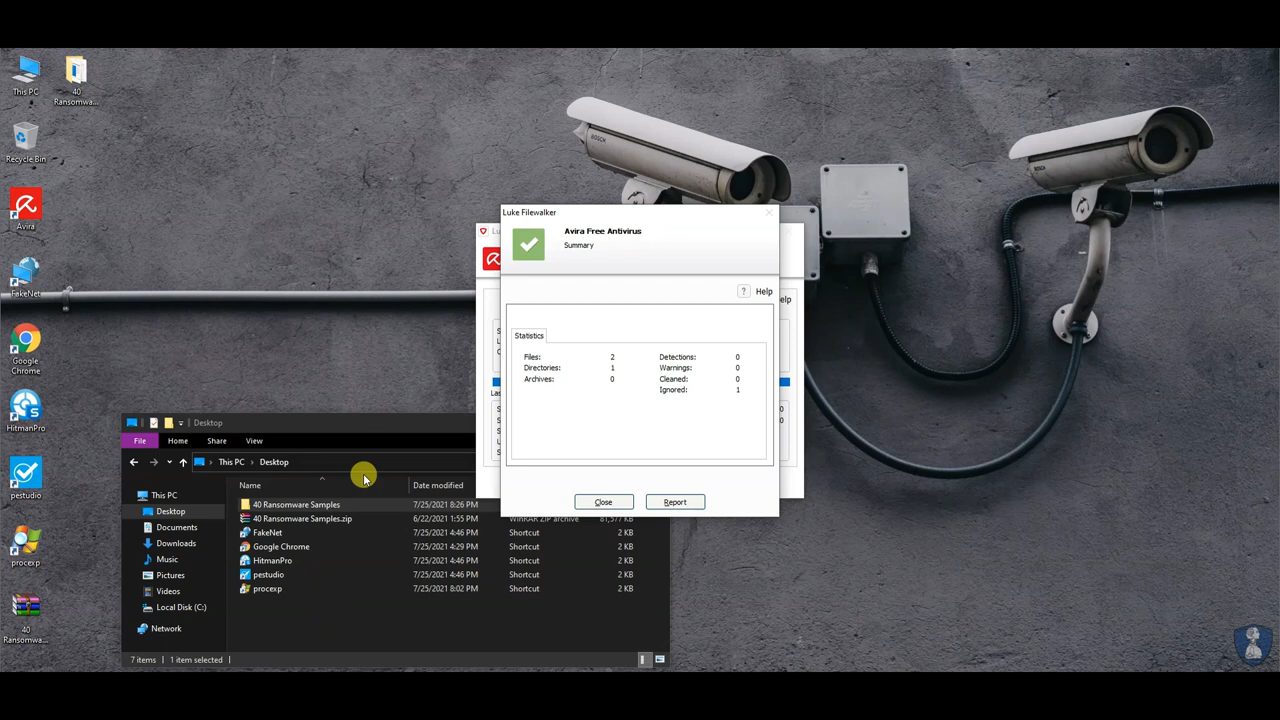 This PC
40
Ransomwa...
Recycle Bin
Avira
FakeNet
Google
Chrome
HitmanPro
pestudio
procexp
40
Ransomwa...
BOSCH
BOSCH
Luke Filewalker
Avira Free Antivirus
Summary
? Help
Statistics
Files: 2
Directories: 1
Archives: 0
Detections: 0
Warnings: 0
Cleaned: 0
Ignored: 1
Close
Report
Desktop
File Home Share View
This PC > Desktop
Name Date modified
This PC
Desktop
Documents
Downloads
Music
Pictures
Videos
Local Disk (C:)
Network
40 Ransomware Samples 7/25/2021 8:26 PM
40 Ransomware Samples.zip 6/22/2021 1:55 PM WinRAR ZIP archive 81,577 KB
FakeNet 7/25/2021 4:46 PM Shortcut 2 KB
Google Chrome 7/25/2021 4:29 PM Shortcut 2 KB
HitmanPro 7/25/2021 4:46 PM Shortcut 2 KB
pestudio 7/25/2021 4:46 PM Shortcut 2 KB
procexp 7/25/2021 8:02 PM Shortcut 2 KB
7 items 1 item selected